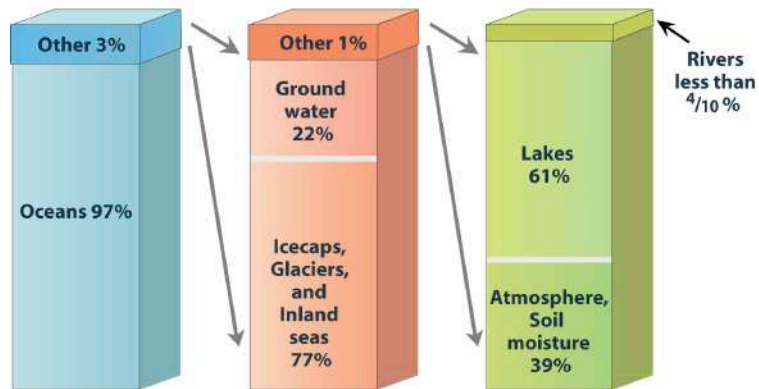 Other 3%
Oceans 97%
Other 1%
Ground
water
22%
Icecaps,
Glaciers,
and
Inland
seas
77%
Rivers
less than
4/10 %
Lakes
61%
Atmosphere,
Soil
moisture
39%